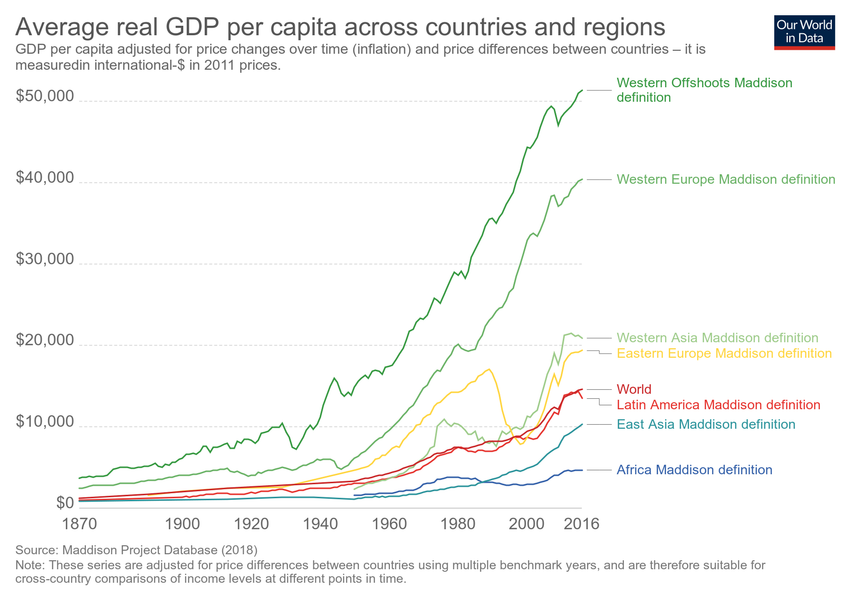 Average real GDP per capita across countries and regions
GDP per capita adjusted for price changes over time (inflation) and price differences between countries – it is
measuredin international-$ in 2011 prices.
Our World
in Data
$50,000
$40,000
$30,000
$20,000
$10,000
$0
1870
1900
1920
1940
1960
1980
2000
2016
Western Offshoots Maddison
definition
Western Europe Maddison definition
Western Asia Maddison definition
Eastern Europe Maddison definition
World
Latin America Maddison definition
East Asia Maddison definition
Africa Maddison definition
Source: Maddison Project Database (2018)
Note: These series are adjusted for price differences between countries using multiple benchmark years, and are therefore suitable for
cross-country comparisons of income levels at different points in time.